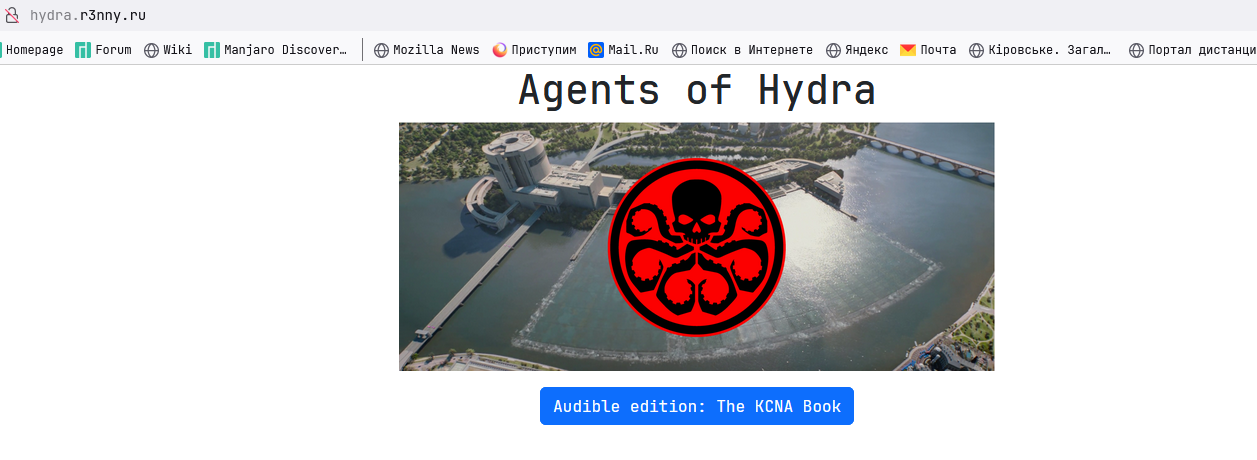 hydra.r3nny.ru
Homepage Forum Wiki Manjaro Discover… Mozilla News Приступим Mail.Ru Поиск в Интернете Яндекс Почта Кіровське. Загал… Портал дистанци
Agents of Hydra
Audible edition: The KCNA Book